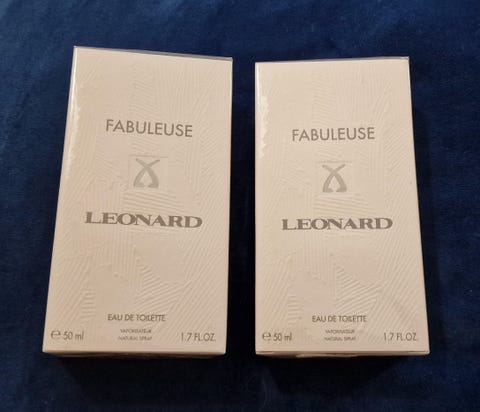 FABULEUSE
LEONARD
EAU DE TOILETTE
VAPORISATEUR
℮ 50 ml NATURAL SPRAY 1.7 FL.OZ.
FABULEUSE
LEONARD
EAU DE TOILETTE
VAPORISATEUR
℮ 50 ml NATURAL SPRAY 1.7 FL.OZ.